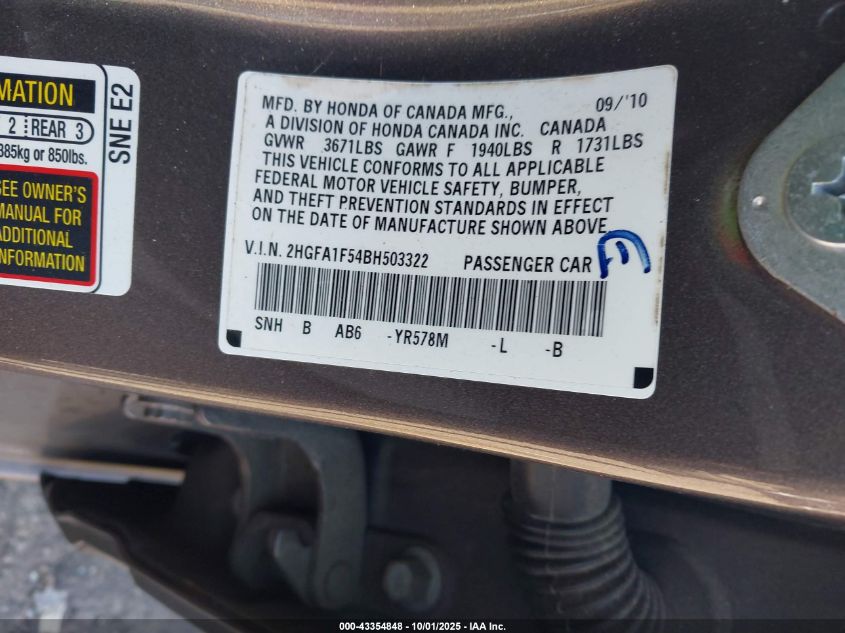 MATION
2 REAR 3
385kg or 850lbs.
SEE OWNER'S
MANUAL FOR
ADDITIONAL
INFORMATION
SNE E2
MFD. BY HONDA OF CANADA MFG., 09/'10
A DIVISION OF HONDA CANADA INC. CANADA
GVWR 3671LBS GAWR F 1940LBS R 1731LBS
THIS VEHICLE CONFORMS TO ALL APPLICABLE
FEDERAL MOTOR VEHICLE SAFETY, BUMPER,
AND THEFT PREVENTION STANDARDS IN EFFECT
ON THE DATE OF MANUFACTURE SHOWN ABOVE.
V.I.N. 2HGFA1F54BH503322 PASSENGER CAR
SNH B AB6 -YR578M -L -B
000-43354848 - 10/01/2025 - IAA Inc.